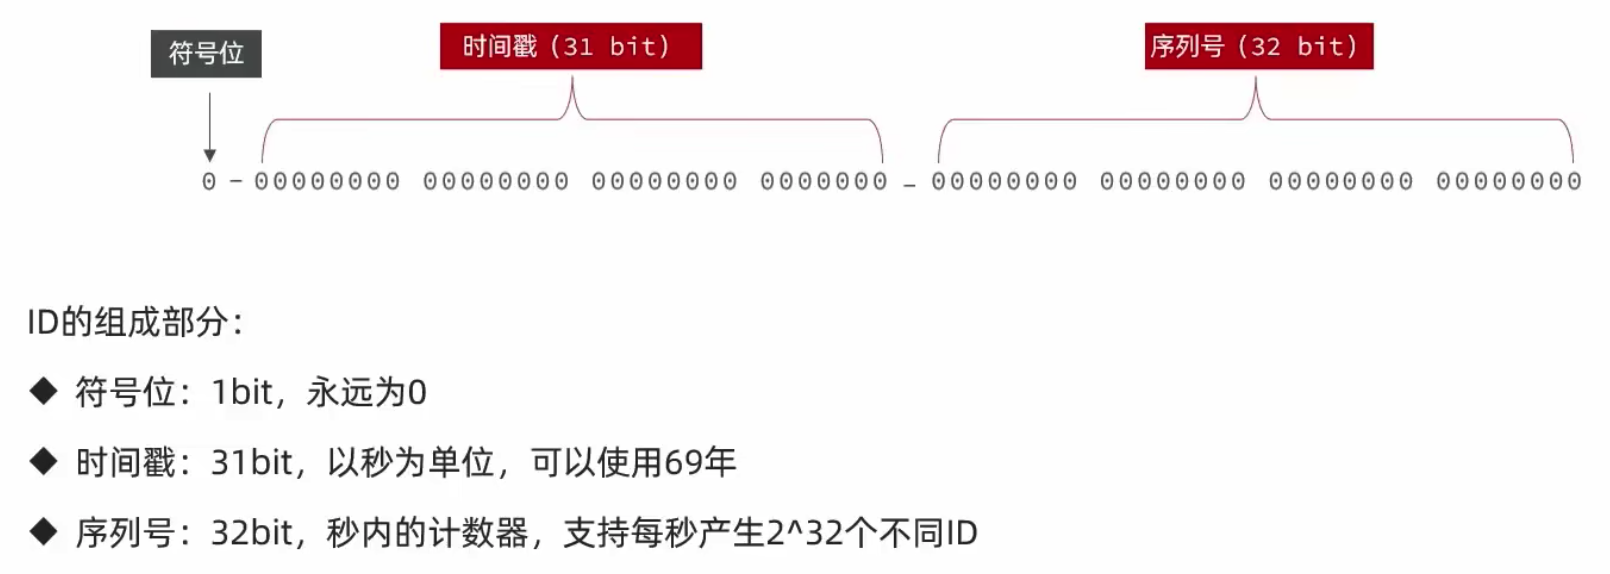 符号位
时间戳（31 bit）
序列号（32 bit）
0 - 00000000 00000000 00000000 0000000 - 00000000 00000000 00000000 00000000
ID的组成部分：
◆ 符号位：1bit，永远为0
◆ 时间戳：31bit，以秒为单位，可以使用69年
◆ 序列号：32bit，秒内的计数器，支持每秒产生2^32个不同ID